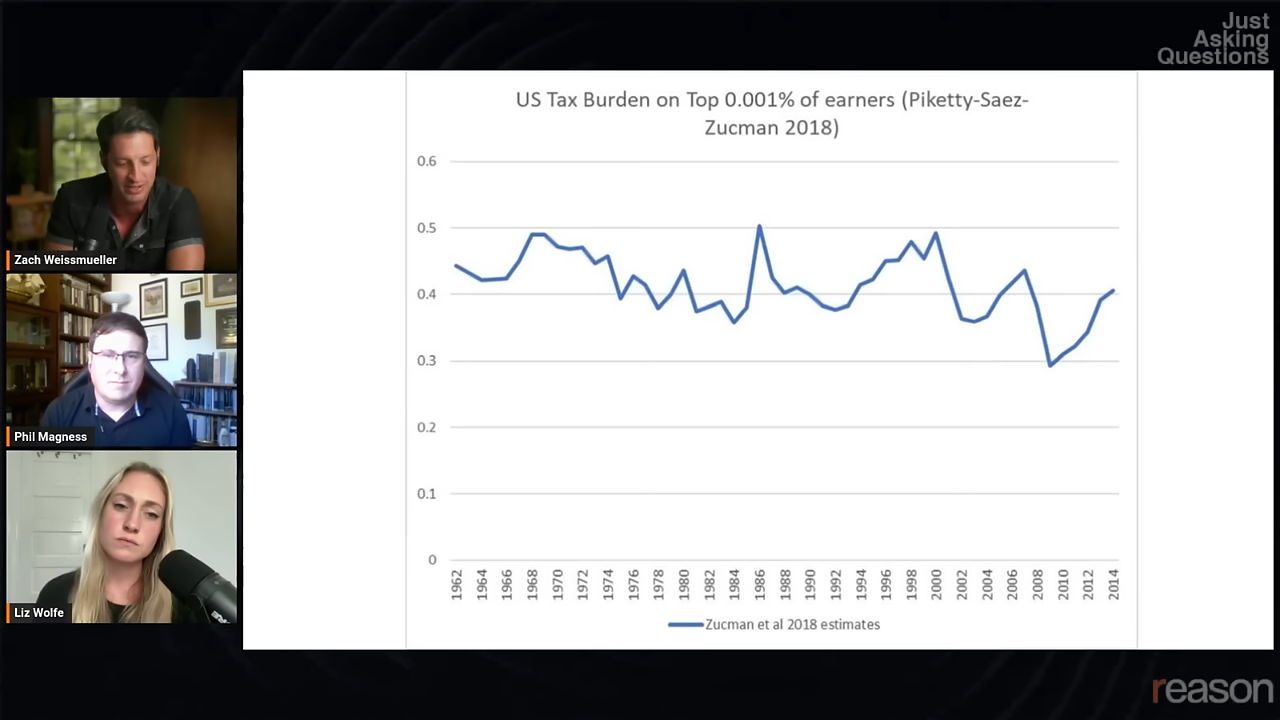 Just
Asking
Questions
US Tax Burden on Top 0.001% of earners (Piketty-Saez-
Zucman 2018)
0.6
0.5
0.4
0.3
0.2
0.1
0
1962 1964 1966 1968 1970 1972 1974 1976 1978 1980 1982 1984 1986 1988 1990 1992 1994 1996 1998 2000 2002 2004 2006 2008 2010 2012 2014
Zucman et al 2018 estimates
Zach Weissmueller
Phil Magness
Liz Wolfe
reason